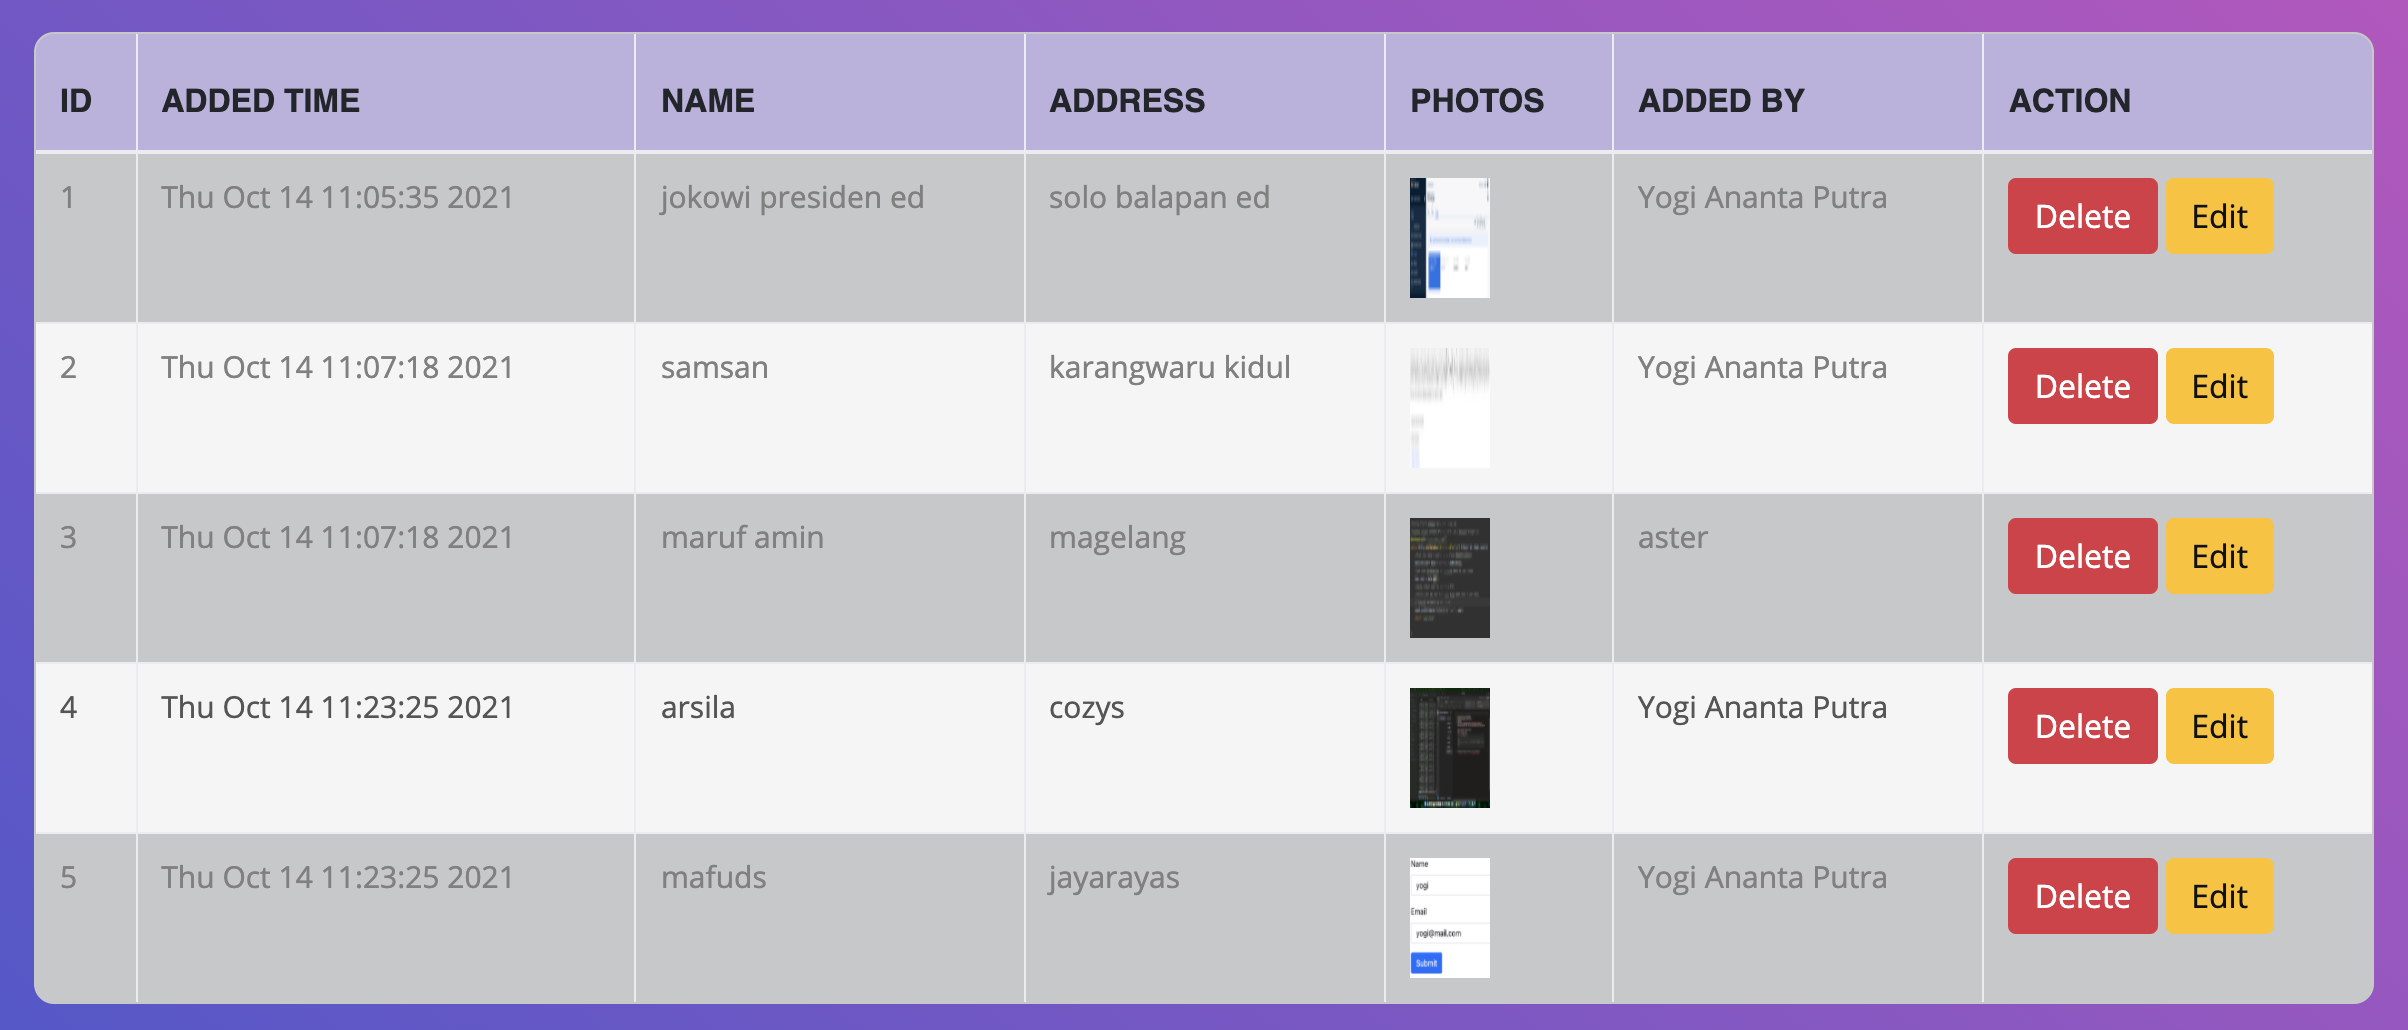 ID ADDED TIME NAME ADDRESS PHOTOS ADDED BY ACTION
1 Thu Oct 14 11:05:35 2021 jokowi presiden ed solo balapan ed Yogi Ananta Putra Delete Edit
2 Thu Oct 14 11:07:18 2021 samsan karangwaru kidul Yogi Ananta Putra Delete Edit
3 Thu Oct 14 11:07:18 2021 maruf amin magelang aster Delete Edit
4 Thu Oct 14 11:23:25 2021 arsila cozys Yogi Ananta Putra Delete Edit
5 Thu Oct 14 11:23:25 2021 mafuds jayarayas Yogi Ananta Putra Delete Edit
Name
yogi
Email
yogi@mail.com
Submit